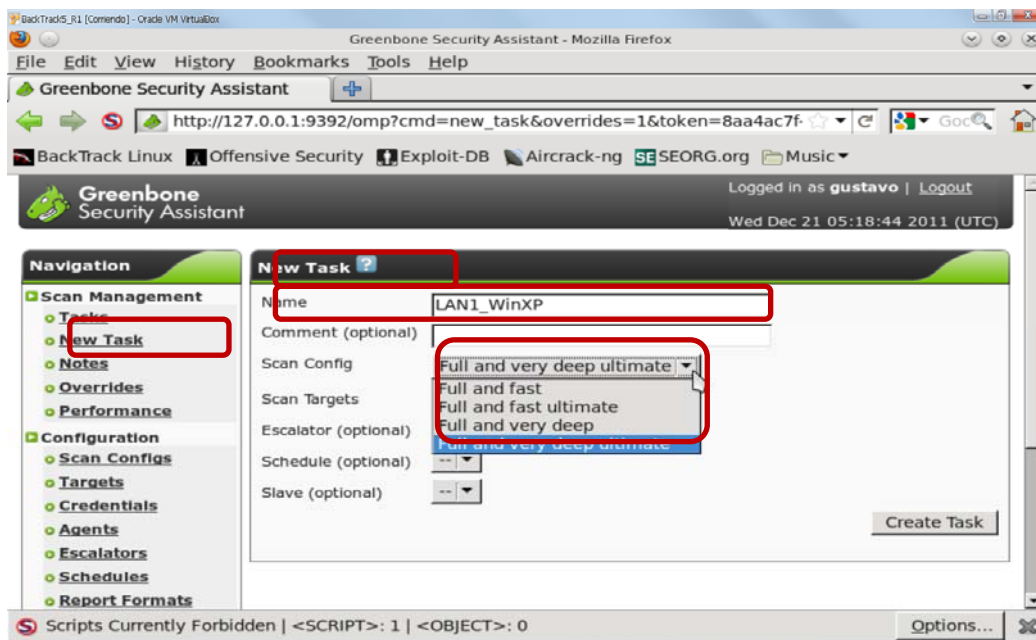 BackTrack5_R1 [Corriendo] - Oracle VM VirtualBox
Greenbone Security Assistant - Mozilla Firefox
File Edit View History Bookmarks Tools Help
Greenbone Security Assistant
http://127.0.0.1:9392/omp?cmd=new_task&overrides=1&token=8aa4ac7f-
BackTrack Linux Offensive Security Exploit-DB Aircrack-ng SE SEORG.org Music
Greenbone
Security Assistant
Logged in as gustavo | Logout
Wed Dec 21 05:18:44 2011 (UTC)
Navigation
Scan Management
Tasks
New Task
Notes
Overrides
Performance
Configuration
Scan Configs
Targets
Credentials
Agents
Escalators
Schedules
Report Formats
New Task ?
Name LAN1_WinXP
Comment (optional)
Scan Config Full and very deep ultimate
Full and fast
Full and fast ultimate
Full and very deep
Full and very deep ultimate
Scan Targets
Escalator (optional)
Schedule (optional) --
Slave (optional) --
Create Task
Scripts Currently Forbidden | <SCRIPT>: 1 | <OBJECT>: 0
Options...